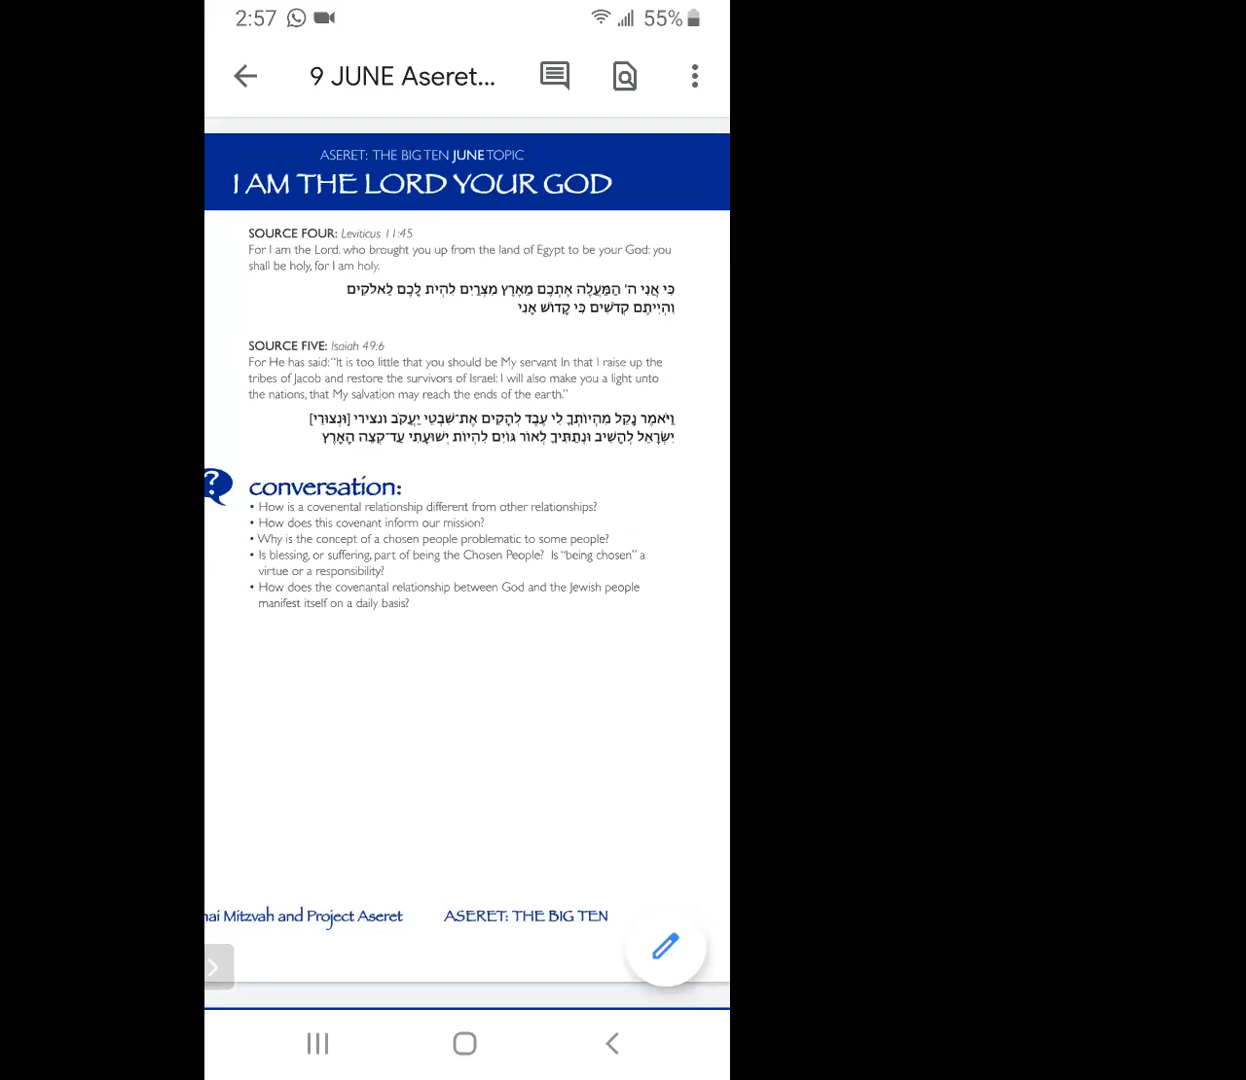 2:57 55%
9 JUNE Aseret...
ASERET: THE BIG TEN JUNE TOPIC
I AM THE LORD YOUR GOD
SOURCE FOUR: Leviticus 11:45
For I am the Lord. who brought you up from the land of Egypt to be your God: you
shall be holy, for I am holy.
כִּי אֲנִי ה' הַמַּעֲלֶה אֶתְכֶם מֵאֶרֶץ מִצְרַיִם לִהְיֹת לָכֶם לֵאלֹקִים
וִהְיִיתֶם קְדֹשִׁים כִּי קָדוֹשׁ אָנִי
SOURCE FIVE: Isaiah 49:6
For He has said: “It is too little that you should be My servant In that I raise up the
tribes of Jacob and restore the survivors of Israel: I will also make you a light unto
the nations, that My salvation may reach the ends of the earth.”
וַיֹּאמֶר נָקֵל מִהְיוֹתְךָ לִי עֶבֶד לְהָקִים אֶת־שִׁבְטֵי יַעֲקֹב ונצירי [וּנְצוּרֵי]
יִשְׂרָאֵל לְהָשִׁיב וּנְתַתִּיךָ לְאוֹר גּוֹיִם לִהְיוֹת יְשׁוּעָתִי עַד־קְצֵה הָאָרֶץ
?
conversation:
• How is a covenental relationship different from other relationships?
• How does this covenant inform our mission?
• Why is the concept of a chosen people problematic to some people?
• Is blessing, or suffering, part of being the Chosen People? Is “being chosen” a
virtue or a responsibility?
• How does the covenantal relationship between God and the Jewish people
manifest itself on a daily basis?
nai Mitzvah and Project Aseret ASERET: THE BIG TEN